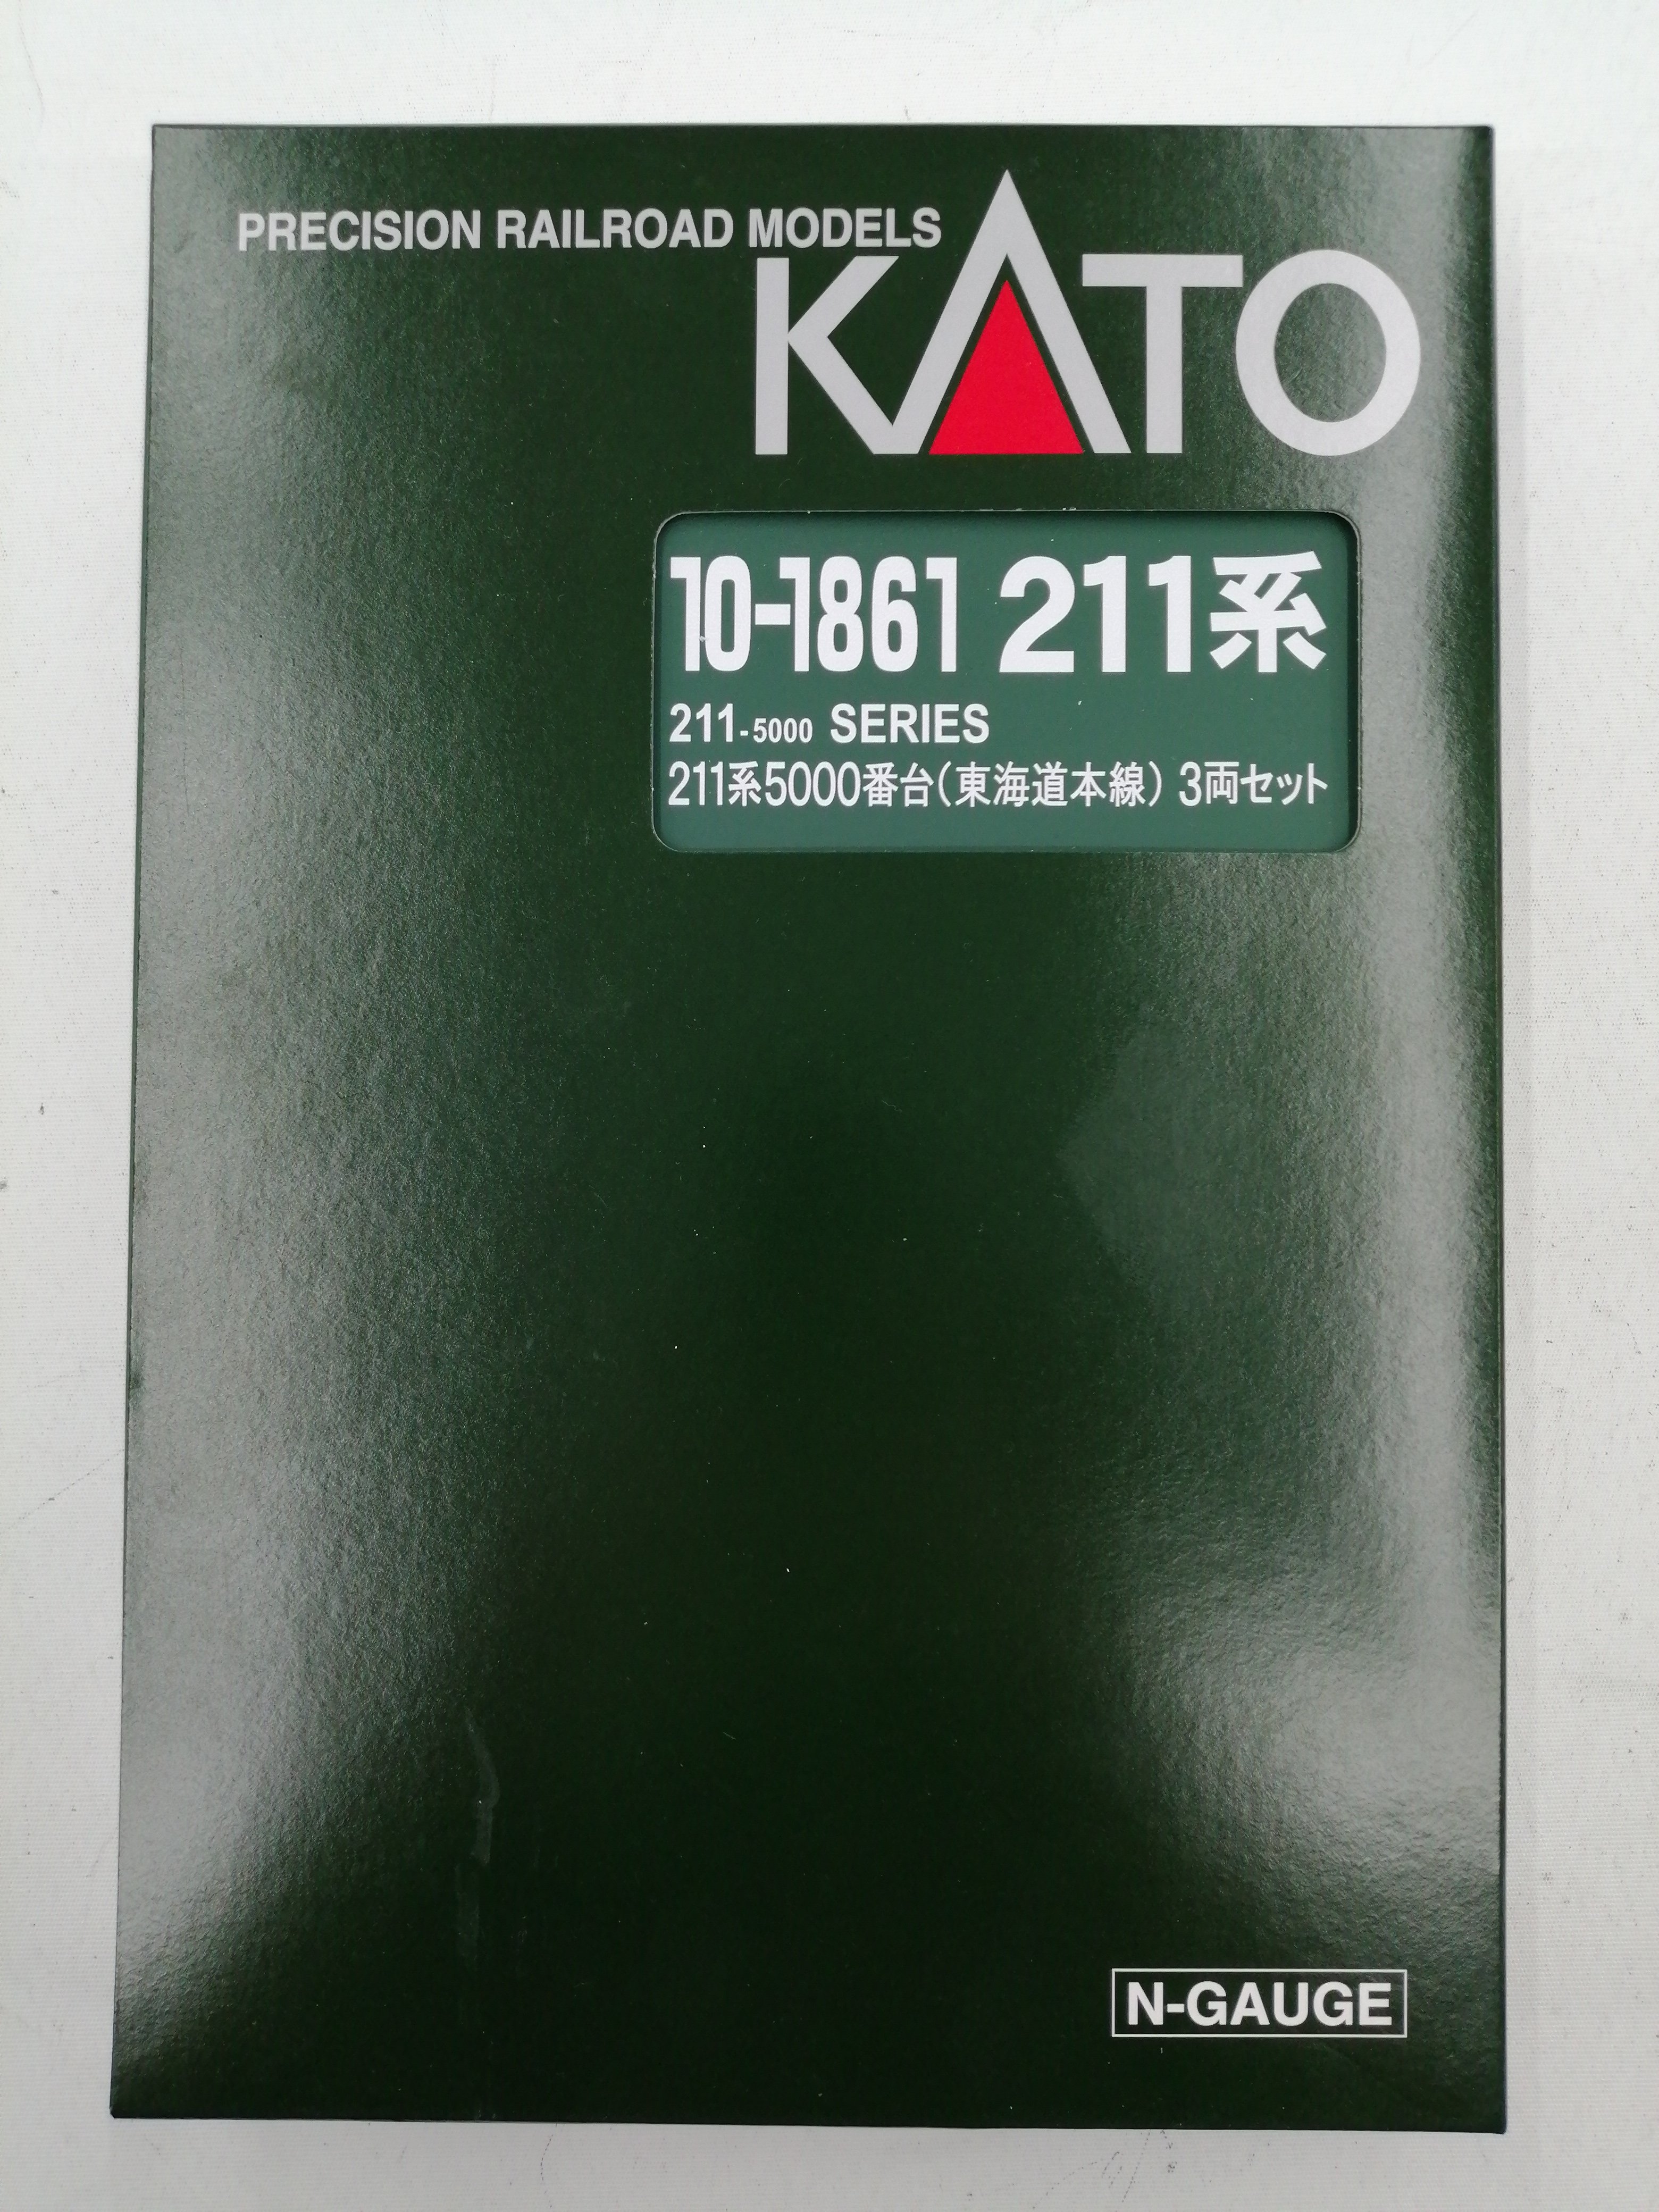 PRECISION RAILROAD MODELS
KATO
10-1861 211系
211-5000 SERIES
211系5000番台(東海道本線) 3両セット
N-GAUGE